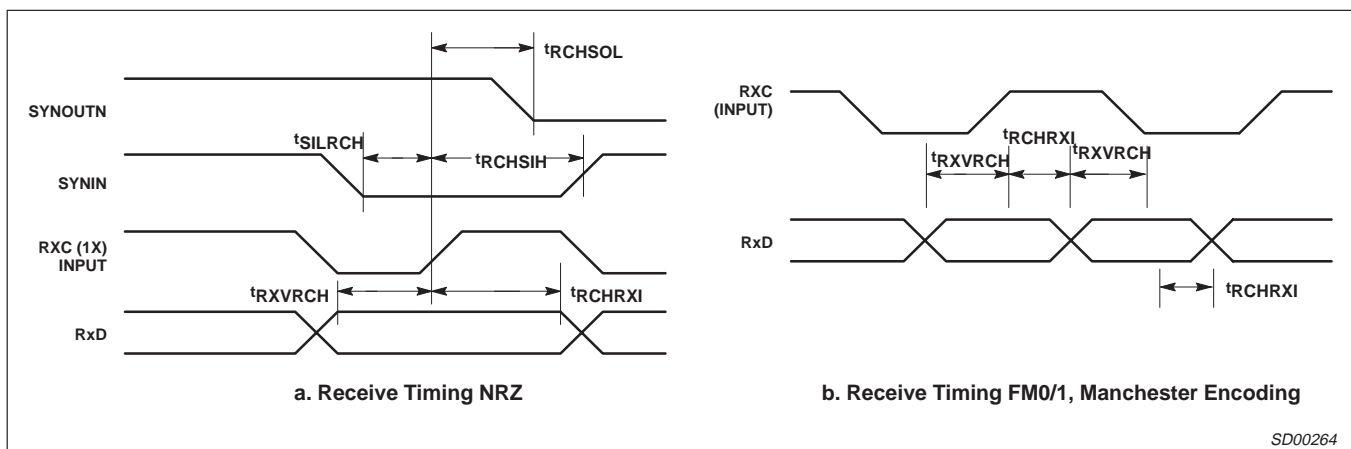 tRCHSOL
SYNOUTN
tSILRCH
tRCHSIH
SYNIN
RXC (1X)
INPUT
tRXVRCH
tRCHRXI
RxD
a. Receive Timing NRZ
RXC
(INPUT)
tRCHRXI
tRXVRCH
tRXVRCH
RxD
tRCHRXI
b. Receive Timing FM0/1, Manchester Encoding
SD00264